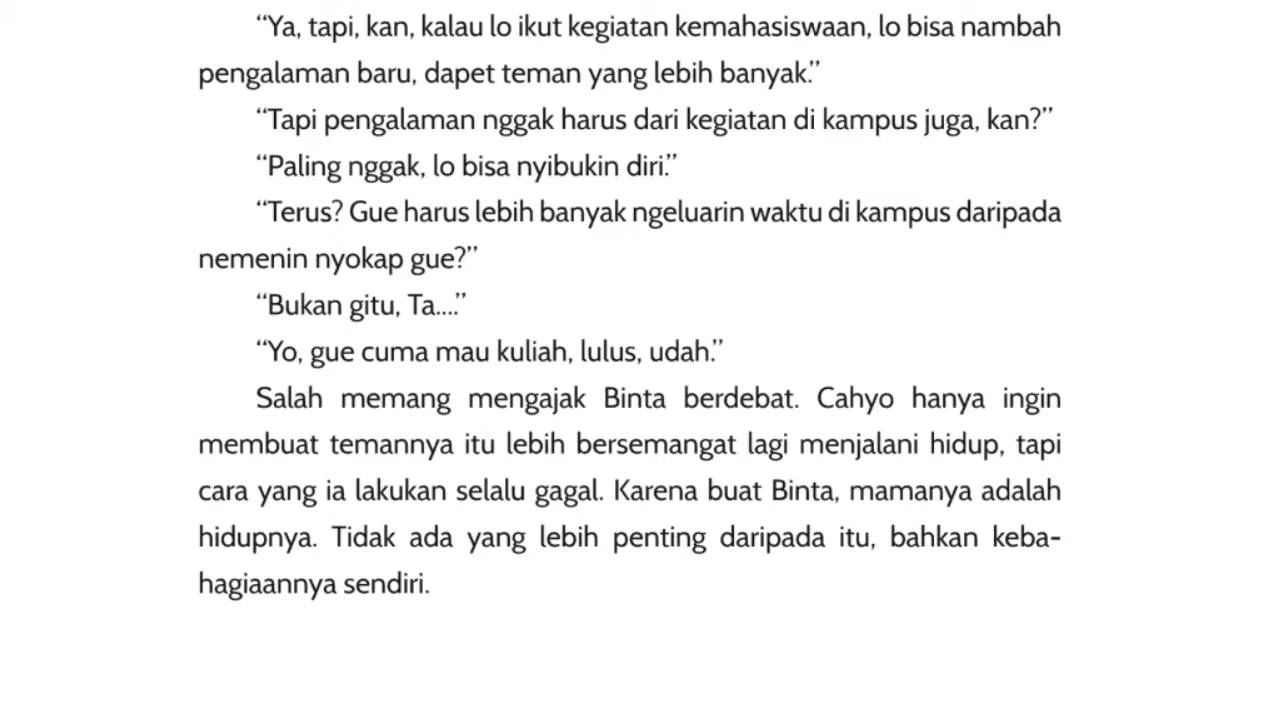 “Ya, tapi, kan, kalau lo ikut kegiatan kemahasiswaan, lo bisa nambah
pengalaman baru, dapet teman yang lebih banyak.”
“Tapi pengalaman nggak harus dari kegiatan di kampus juga, kan?”
“Paling nggak, lo bisa nyibukin diri.”
“Terus? Gue harus lebih banyak ngeluarin waktu di kampus daripada
nemenin nyokap gue?”
“Bukan gitu, Ta....”
“Yo, gue cuma mau kuliah, lulus, udah.”
Salah memang mengajak Binta berdebat. Cahyo hanya ingin
membuat temannya itu lebih bersemangat lagi menjalani hidup, tapi
cara yang ia lakukan selalu gagal. Karena buat Binta, mamanya adalah
hidupnya. Tidak ada yang lebih penting daripada itu, bahkan keba-
hagiaannya sendiri.